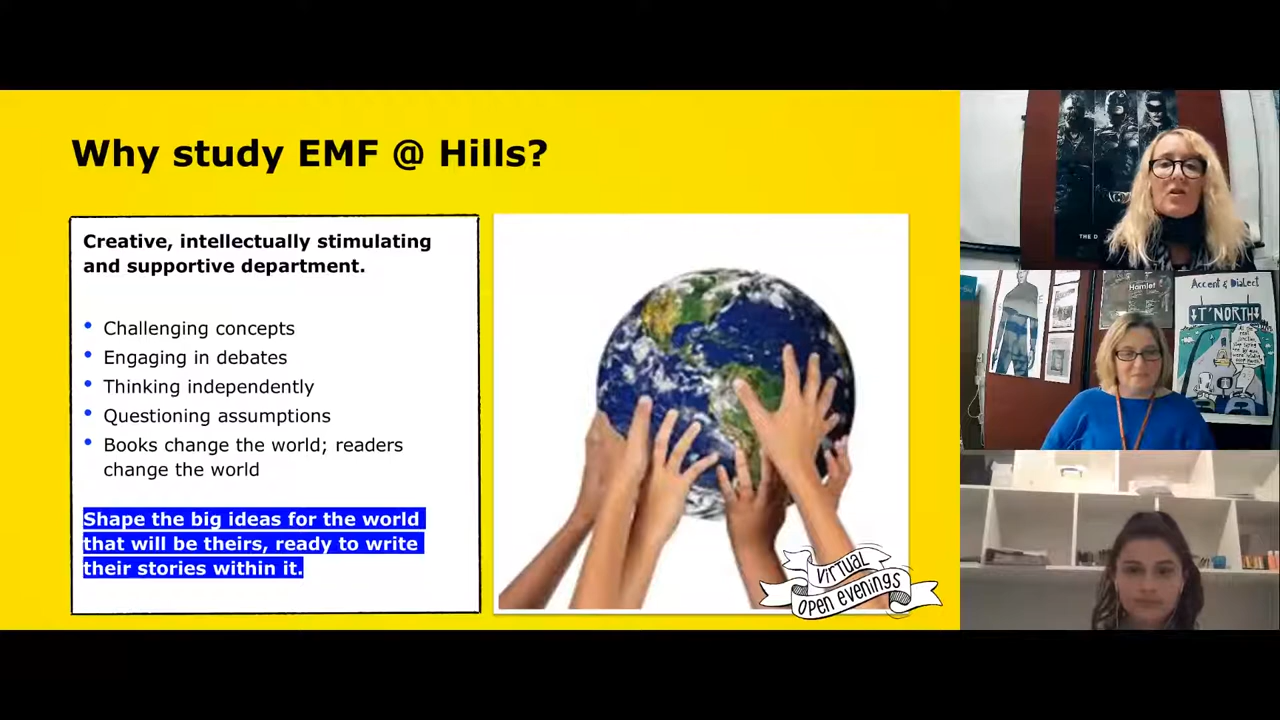 Why study EMF @ Hills?
Creative, intellectually stimulating
and supportive department.
• Challenging concepts
• Engaging in debates
• Thinking independently
• Questioning assumptions
• Books change the world; readers
change the world
Shape the big ideas for the world
that will be theirs, ready to write
their stories within it.
virtual
open evenings
THE D
Hamlet
Accent & Dialect
T'NORTH